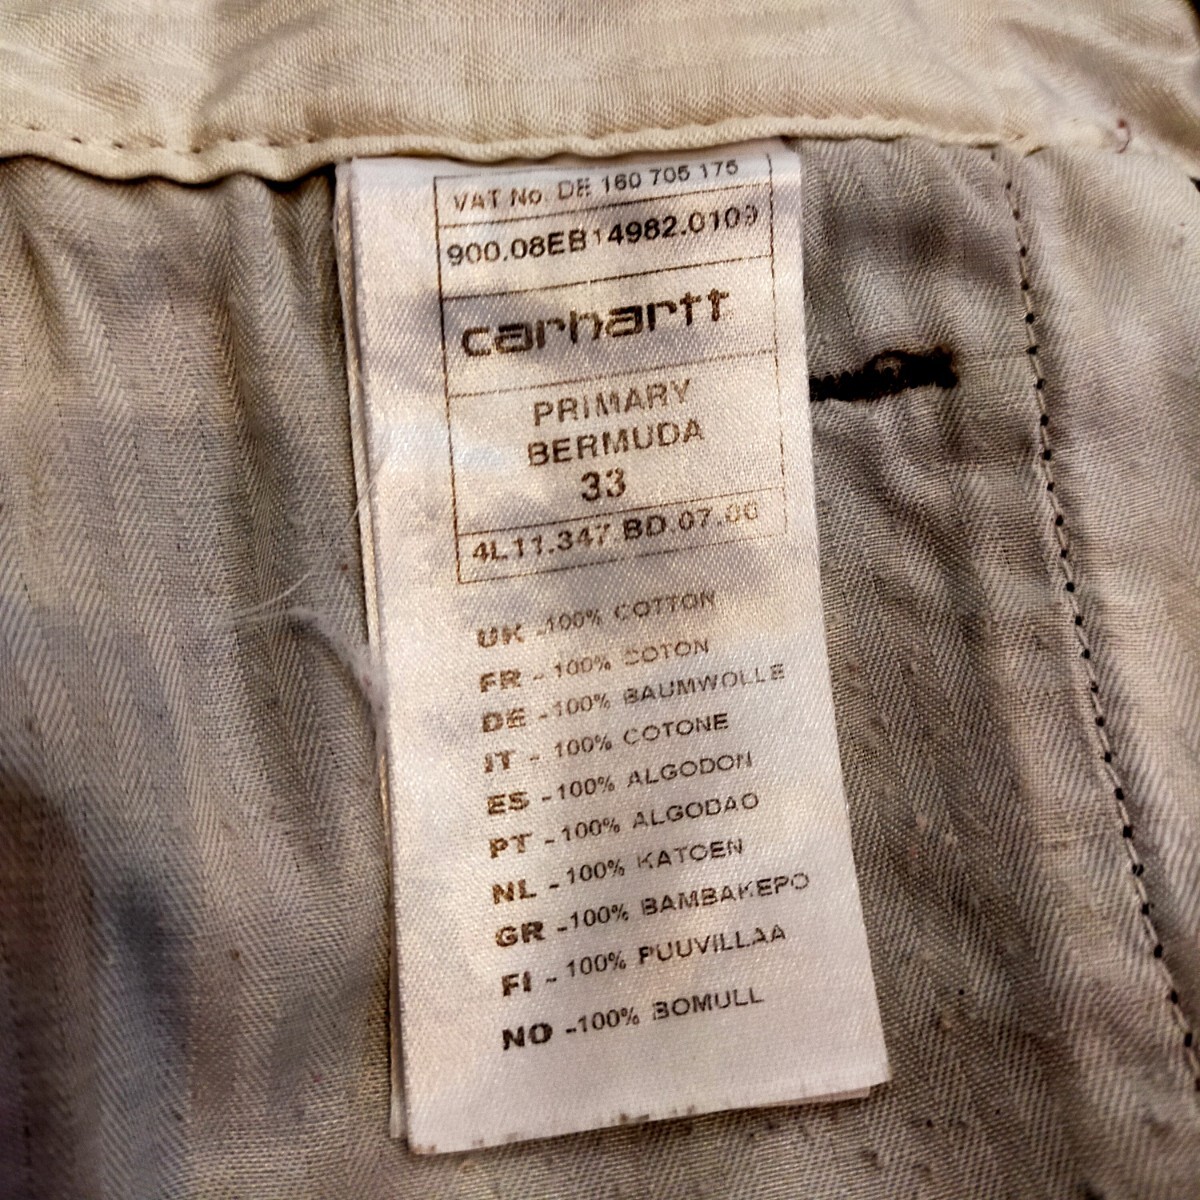 VAT No. DE 160 705 175
900.08EB14982.0109
carhartt
PRIMARY
BERMUDA
33
4L11.347 BD.07.06
UK -100% COTTON
FR - 100% COTON
DE -100% BAUMWOLLE
IT - 100% COTONE
ES -100% ALGODON
PT -100% ALGODAO
NL -100% KATOEN
GR -100% BAMBAKEPO
FI - 100% PUUVILLAA
NO -100% BOMULL